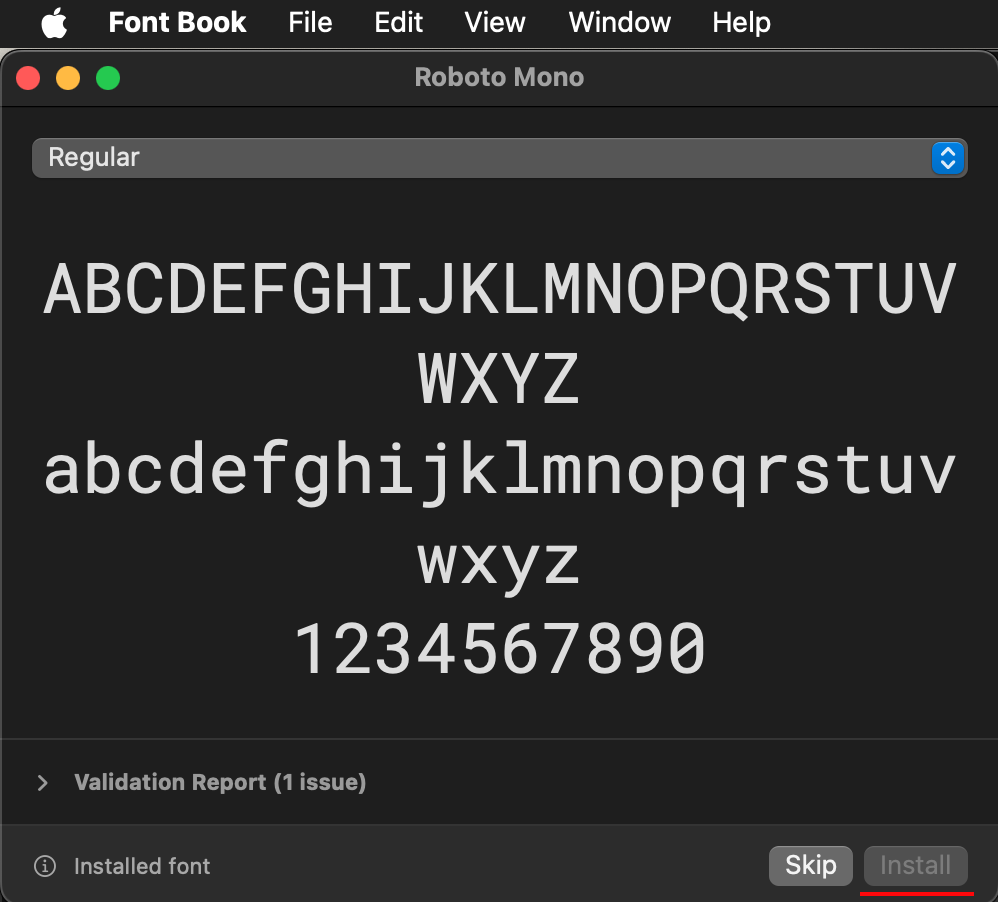 Font Book File Edit View Window Help
Roboto Mono
Regular
ABCDEFGHIJKLMNOPQRSTUV
WXYZ
abcdefghijklmnopqrstuv
wxyz
1234567890
Validation Report (1 issue)
Installed font Skip Install